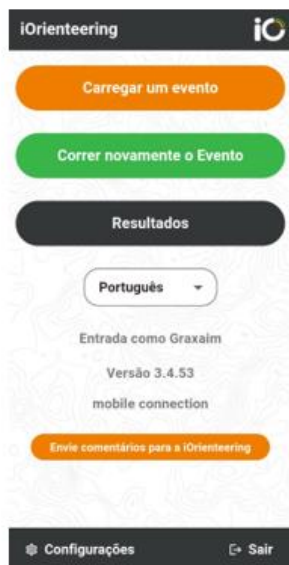 iOrienteering
iO
Carregar um evento
Correr novamente o Evento
Resultados
Português
Entrada como Graxaim
Versão 3.4.53
mobile connection
Envie comentários para a iOrienteering
Configurações
Sair